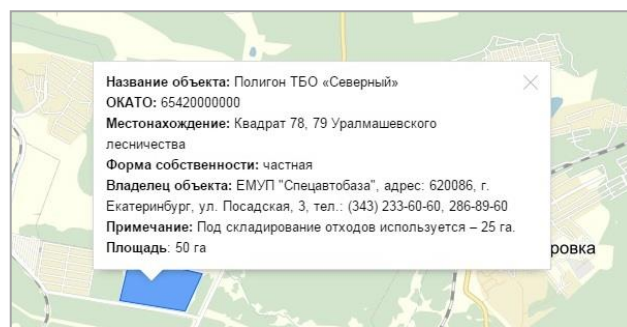 Название объекта: Полигон ТБО «Северный»
ОКАТО: 65420000000
Местонахождение: Квадрат 78, 79 Уралмашевского
лесничества
Форма собственности: частная
Владелец объекта: ЕМУП "Спецавтобаза", адрес: 620086, г.
Екатеринбург, ул. Посадская, 3, тел.: (343) 233-60-60, 286-89-60
Примечание: Под складирование отходов используется – 25 га.
Площадь: 50 га
ровка